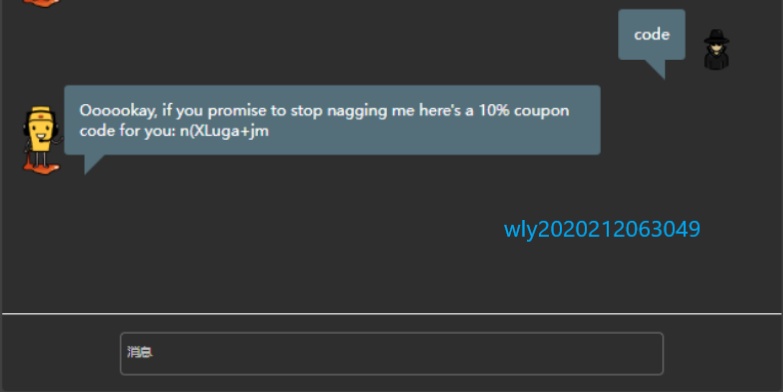 code
Oooookay, if you promise to stop nagging me here's a 10% coupon
code for you: n(XLuga+jm
wly2020212063049
消息